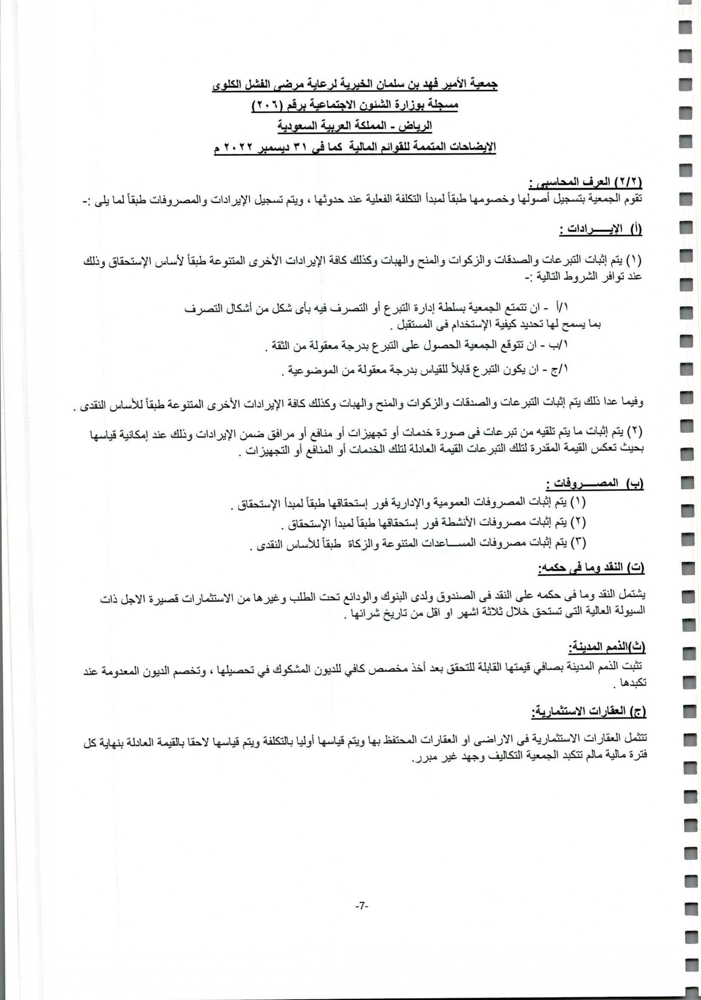 جمعية الأمير فهد بن سلمان الخيرية لرعاية مرضى الفشل الكلوى
مسجلة بوزارة الشئون الاجتماعية برقم (٢٠٦)
الرياض - المملكة العربية السعودية
الإيضاحات المتممة للقوائم المالية كما في ٣١ ديسمبر ٢٠٢٢ م
(٢/٢) العرف المحاسبى :
تقوم الجمعية بتسجيل أصولها وخصومها طبقاً لمبدأ التكلفة الفعلية عند حدوثها ، ويتم تسجيل الإيرادات والمصروفات طبقاً لما يلى :-
(أ) الإيـــــرادات :
(١) يتم إثبات التبرعات والصدقات والزكوات والمنح والهبات وكذلك كافة الإيرادات الأخرى المتنوعة طبقاً لأساس الإستحقاق وذلك
عند توافر الشروط التالية :-
١/أ - ان تتمتع الجمعية بسلطة إدارة التبرع أو التصرف فيه بأى شكل من أشكال التصرف
بما يسمح لها تحديد كيفية الإستخدام فى المستقبل .
١/ب - ان تتوقع الجمعية الحصول على التبرع بدرجة معقولة من الثقة .
١/ج - ان يكون التبرع قابلاً للقياس بدرجة معقولة من الموضوعية .
وفيما عدا ذلك يتم إثبات التبرعات والصدقات والزكوات والمنح والهبات وكذلك كافة الإيرادات الأخرى المتنوعة طبقاً للأساس النقدى .
(٢) يتم إثبات ما يتم تلقيه من تبرعات فى صورة خدمات أو تجهيزات أو منافع أو مرافق ضمن الإيرادات وذلك عند إمكانية قياسها
بحيث تعكس القيمة المقدرة لتلك التبرعات القيمة العادلة لتلك الخدمات أو المنافع أو التجهيزات .
(ب) المصـــــروفات :
(١) يتم إثبات المصروفات العمومية والإدارية فور إستحقاقها طبقاً لمبدأ الإستحقاق .
(٢) يتم إثبات مصروفات الأنشطة فور إستحقاقها طبقاً لمبدأ الإستحقاق .
(٣) يتم إثبات مصروفات المســاعدات المتنوعة والزكاة طبقاً للأساس النقدى .
(ت) النقد وما فى حكمه:
يشتمل النقد وما فى حكمه على النقد فى الصندوق ولدى البنوك والودائع تحت الطلب وغيرها من الاستثمارات قصيرة الاجل ذات
السيولة العالية التى تستحق خلال ثلاثة اشهر او اقل من تاريخ شرائها .
(ث)الذمم المدينة:
تثبت الذمم المدينة بصافي قيمتها القابلة للتحقق بعد أخذ مخصص كافي للديون المشكوك في تحصيلها ، وتخصم الديون المعدومة عند
تكبدها .
(ج) العقارات الاستثمارية:
تتثمل العقارات الاستثمارية فى الاراضى او العقارات المحتفظ بها ويتم قياسها أوليا بالتكلفة ويتم قياسها لاحقا بالقيمة العادلة بنهاية كل
فترة مالية مالم تتكبد الجمعية التكاليف وجهد غير مبرر.
-7-